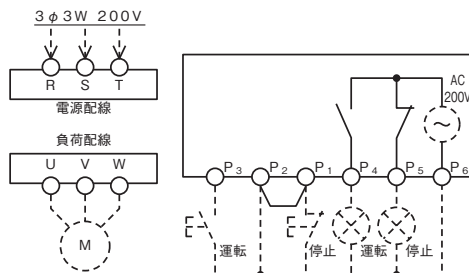 3φ3W 200V
R S T
電源配線
負荷配線
U V W
M
AC
200V
P3 P2 P1 P4 P5 P6
運転 停止 運転 停止